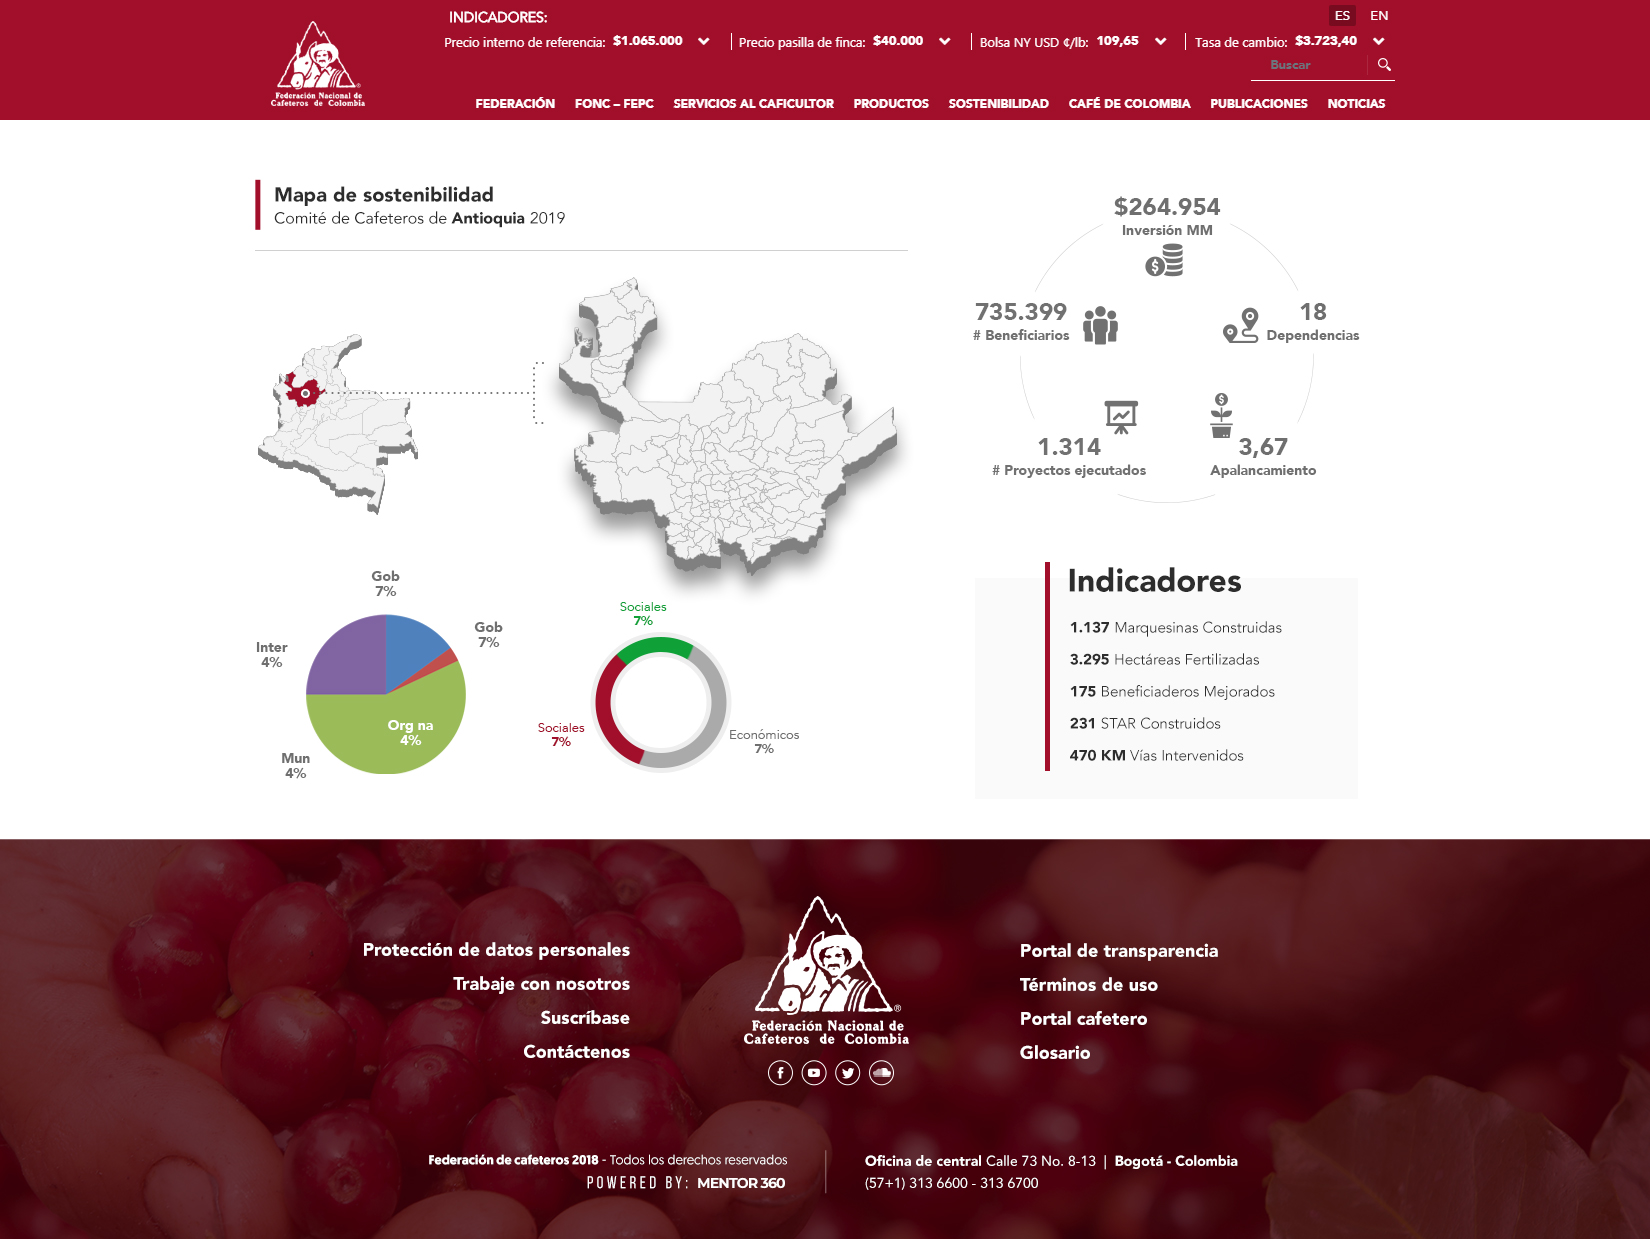 INDICADORES:
ES EN
Precio interno de referencia: $1.065.000 Precio pasilla de finca: $40.000 Bolsa NY USD ¢/lb: 109,65 Tasa de cambio: $3.723,40
Buscar
Federación Nacional de
Cafeteros de Colombia
FEDERACIÓN FONC – FEPC SERVICIOS AL CAFICULTOR PRODUCTOS SOSTENIBILIDAD CAFÉ DE COLOMBIA PUBLICACIONES NOTICIAS
Mapa de sostenibilidad
Comité de Cafeteros de Antioquia 2019
$264.954
Inversión MM
735.399
# Beneficiarios
18
Dependencias
1.314
# Proyectos ejecutados
3,67
Apalancamiento
Gob
7%
Gob
7%
Inter
4%
Org na
4%
Mun
4%
Sociales
7%
Sociales
7%
Económicos
7%
Indicadores
1.137 Marquesinas Construidas
3.295 Hectáreas Fertilizadas
175 Beneficiaderos Mejorados
231 STAR Construidos
470 KM Vías Intervenidos
Protección de datos personales
Trabaje con nosotros
Suscríbase
Contáctenos
Federación Nacional de
Cafeteros de Colombia
Portal de transparencia
Términos de uso
Portal cafetero
Glosario
Federación de cafeteros 2018 - Todos los derechos reservados
POWERED BY: MENTOR 360
Oficina de central Calle 73 No. 8-13 | Bogotá - Colombia
(57+1) 313 6600 - 313 6700